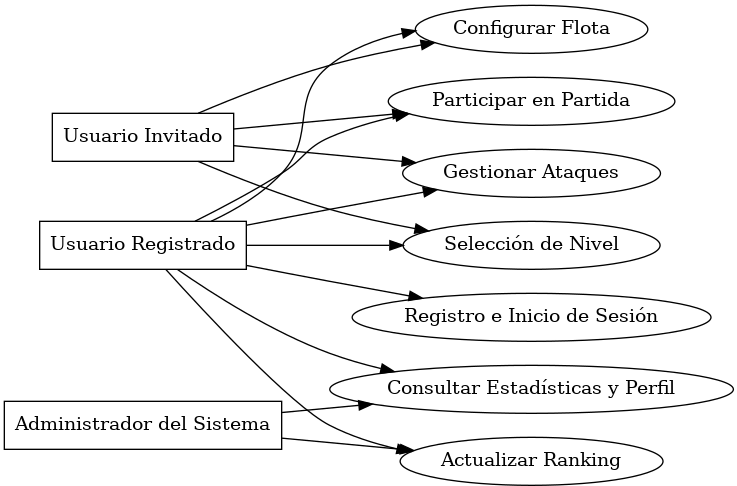 Configurar Flota
Participar en Partida
Usuario Invitado
Gestionar Ataques
Usuario Registrado
Selección de Nivel
Registro e Inicio de Sesión
Consultar Estadísticas y Perfil
Administrador del Sistema
Actualizar Ranking